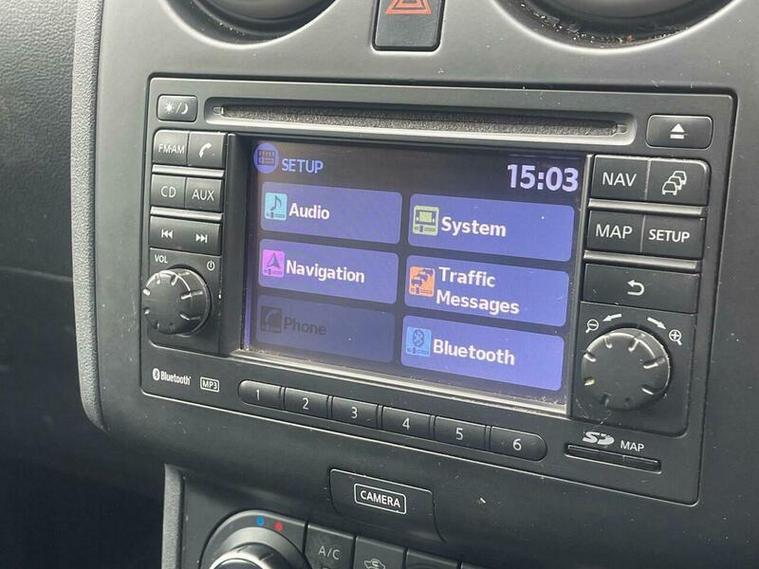 FM·AM
CD
AUX
VOL
Bluetooth
MP3
SETUP
15:03
Audio
System
Navigation
Traffic
Messages
Phone
Bluetooth
NAV
MAP
SETUP
1
2
3
4
5
6
SD
MAP
CAMERA
A/C